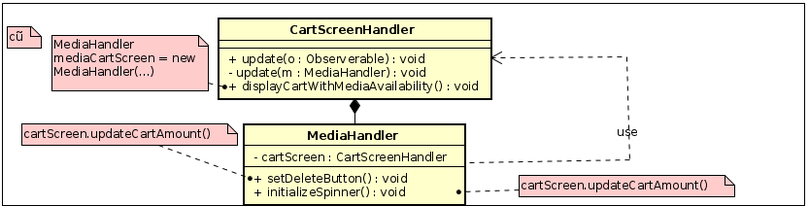 cũ
MediaHandler
mediaCartScreen = new
MediaHandler(...)
CartScreenHandler
+ update(o : Observerable) : void
- update(m : MediaHandler) : void
+ displayCartWithMediaAvailability() : void
use
cartScreen.updateCartAmount()
MediaHandler
- cartScreen : CartScreenHandler
+ setDeleteButton() : void
+ initializeSpinner() : void
cartScreen.updateCartAmount()